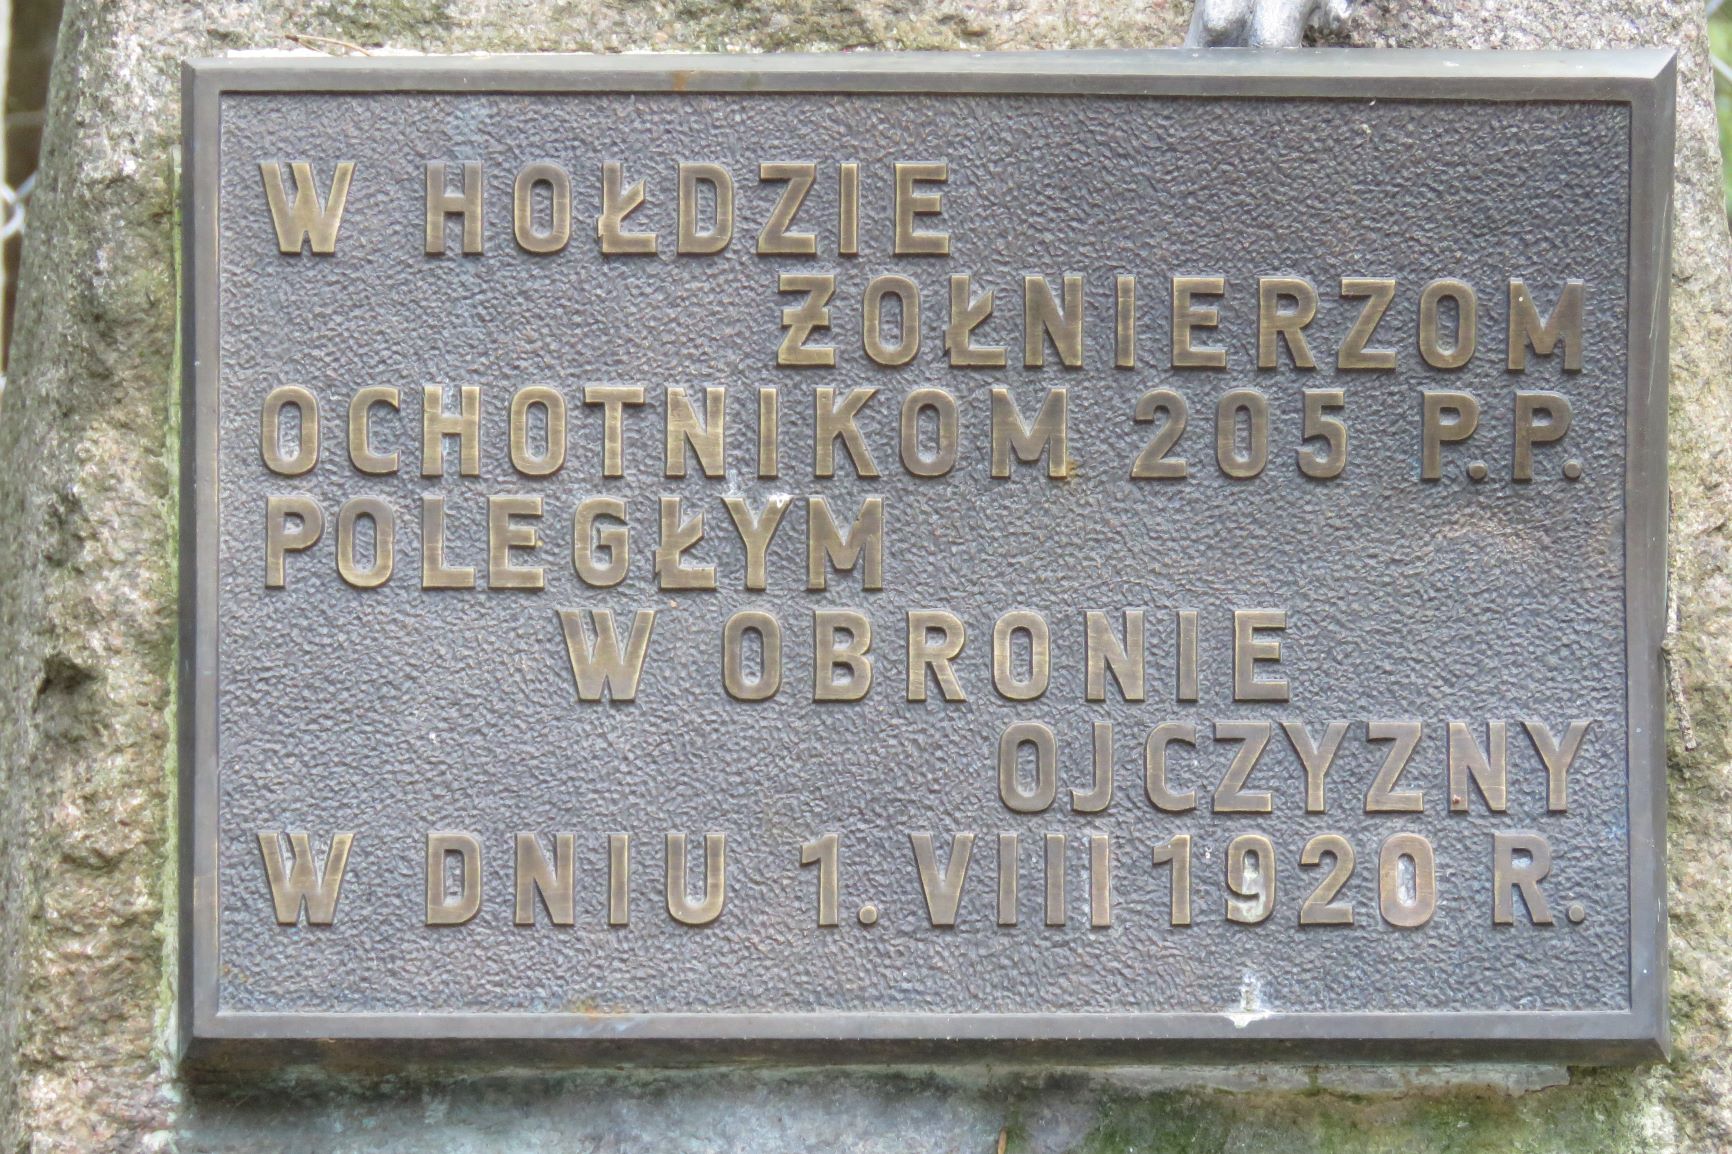 W HOŁDZIE
ŻOŁNIERZOM
OCHOTNIKOM 205 P.P.
POLEGŁYM
W OBRONIE
OJCZYZNY
W DNIU 1. VIII 1920 R.